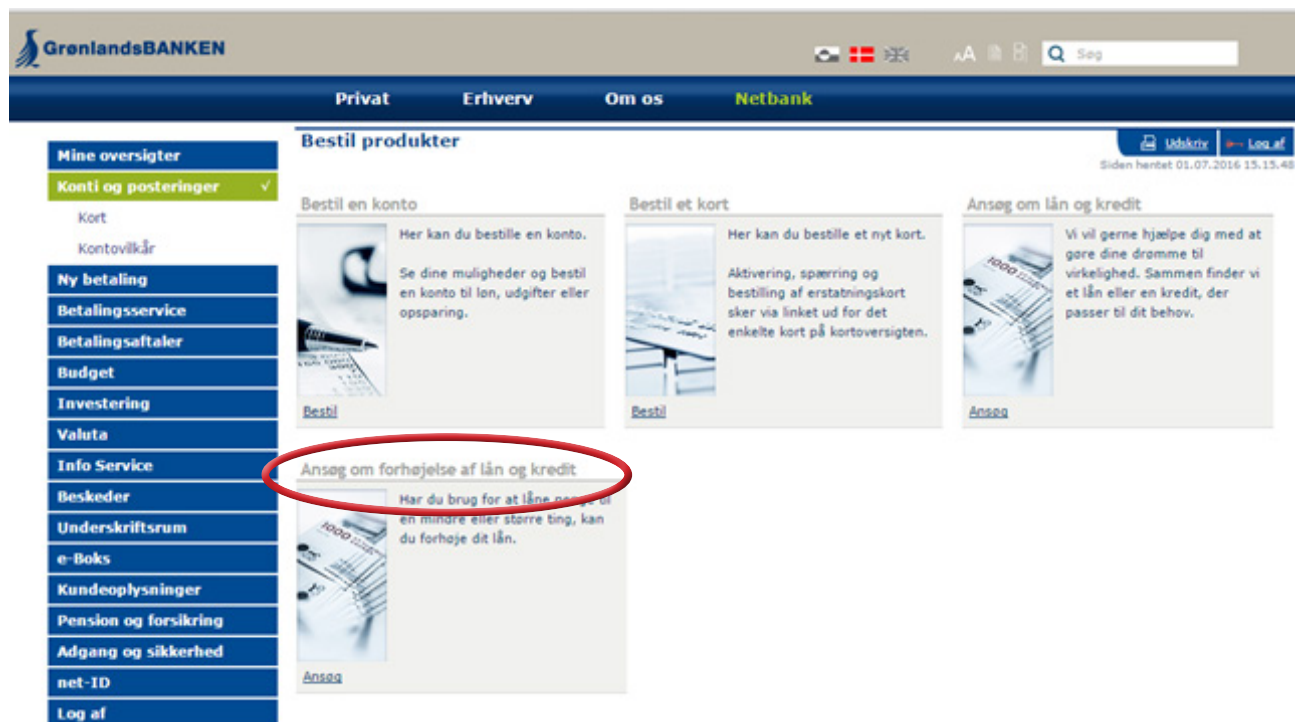 GrønlandsBANKEN
AA
Søg
Privat Erhverv Om os Netbank
Mine oversigter
Konti og posteringer
Kort
Kontovilkår
Ny betaling
Betalingsservice
Betalingsaftaler
Budget
Investering
Valuta
Info Service
Beskeder
Underskriftsrum
e-Boks
Kundeoplysninger
Pension og forsikring
Adgang og sikkerhed
net-ID
Log af
Bestil produkter
Udskriv Log af
Siden hentet 01.07.2016 15.15.48
Bestil en konto
Her kan du bestille en konto.
Se dine muligheder og bestil
en konto til løn, udgifter eller
opsparing.
Bestil
Bestil et kort
Her kan du bestille et nyt kort.
Aktivering, spærring og
bestilling af erstatningskort
sker via linket ud for det
enkelte kort på kortoversigten.
Bestil
Ansøg om lån og kredit
Vi vil gerne hjælpe dig med at
gøre dine drømme til
virkelighed. Sammen finder vi
et lån eller en kredit, der
passer til dit behov.
1000
Ansøg
Ansøg om forhøjelse af lån og kredit
Har du brug for at låne penge til
en mindre eller større ting, kan
du forhøje dit lån.
1000
1000
Ansøg